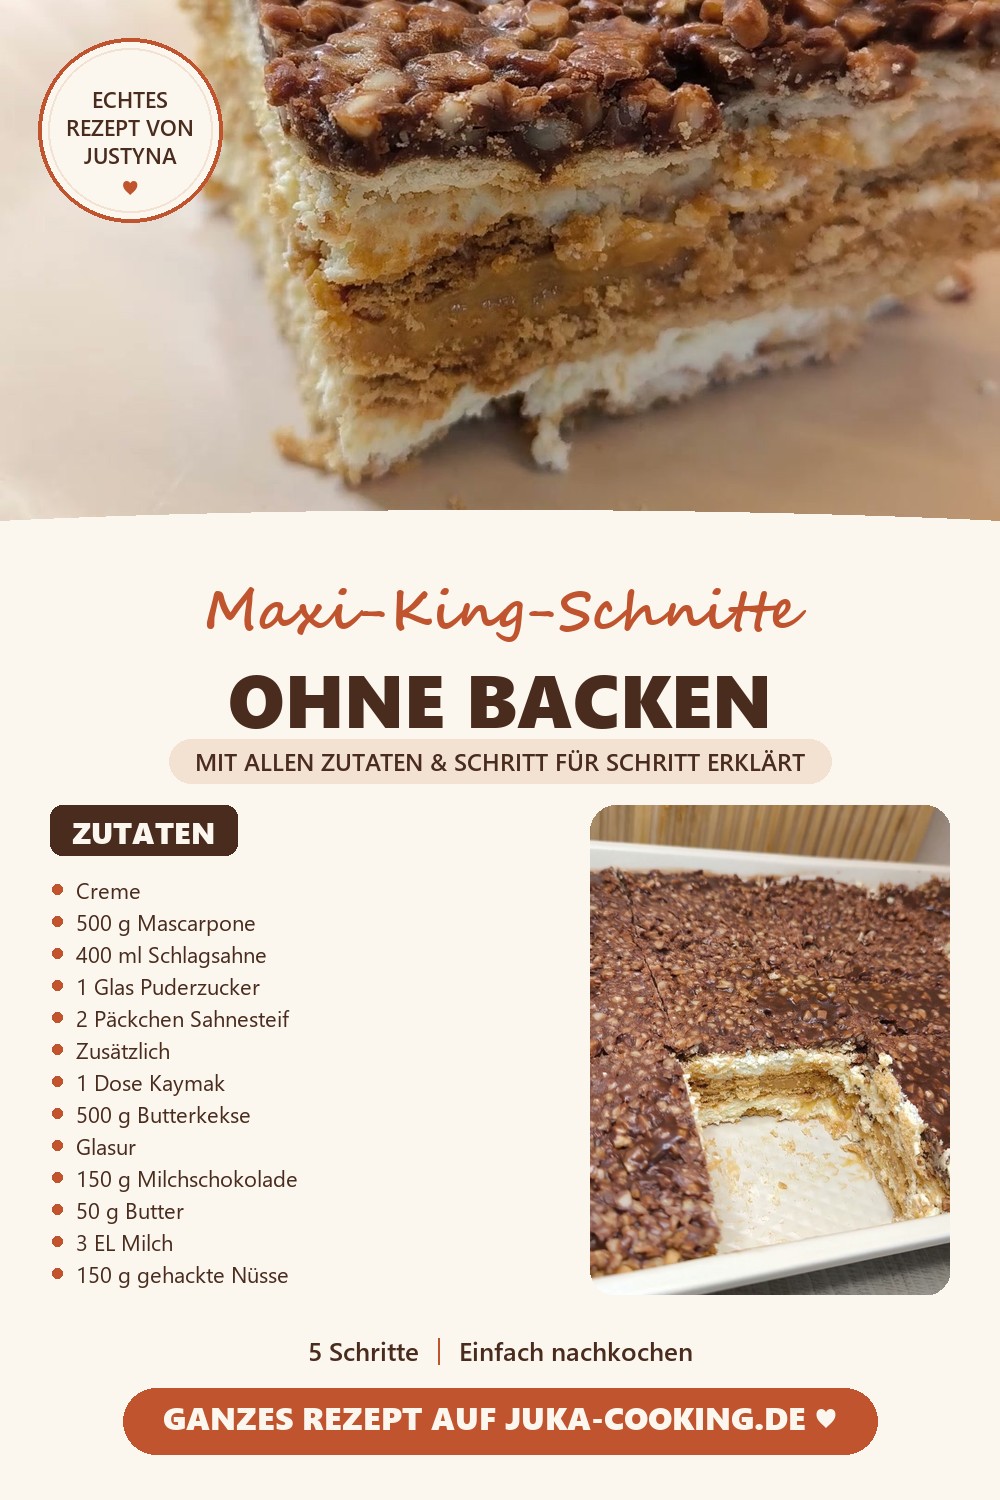 ECHTES
REZEPT VON
JUSTYNA
Maxi-King-Schnitte
OHNE BACKEN
MIT ALLEN ZUTATEN & SCHRITT FÜR SCHRITT ERKLÄRT
ZUTATEN
Creme
500 g Mascarpone
400 ml Schlagsahne
1 Glas Puderzucker
2 Päckchen Sahnesteif
Zusätzlich
1 Dose Kaymak
500 g Butterkekse
Glasur
150 g Milchschokolade
50 g Butter
3 EL Milch
150 g gehackte Nüsse
5 Schritte | Einfach nachkochen
GANZES REZEPT AUF JUKA-COOKING.DE ♥